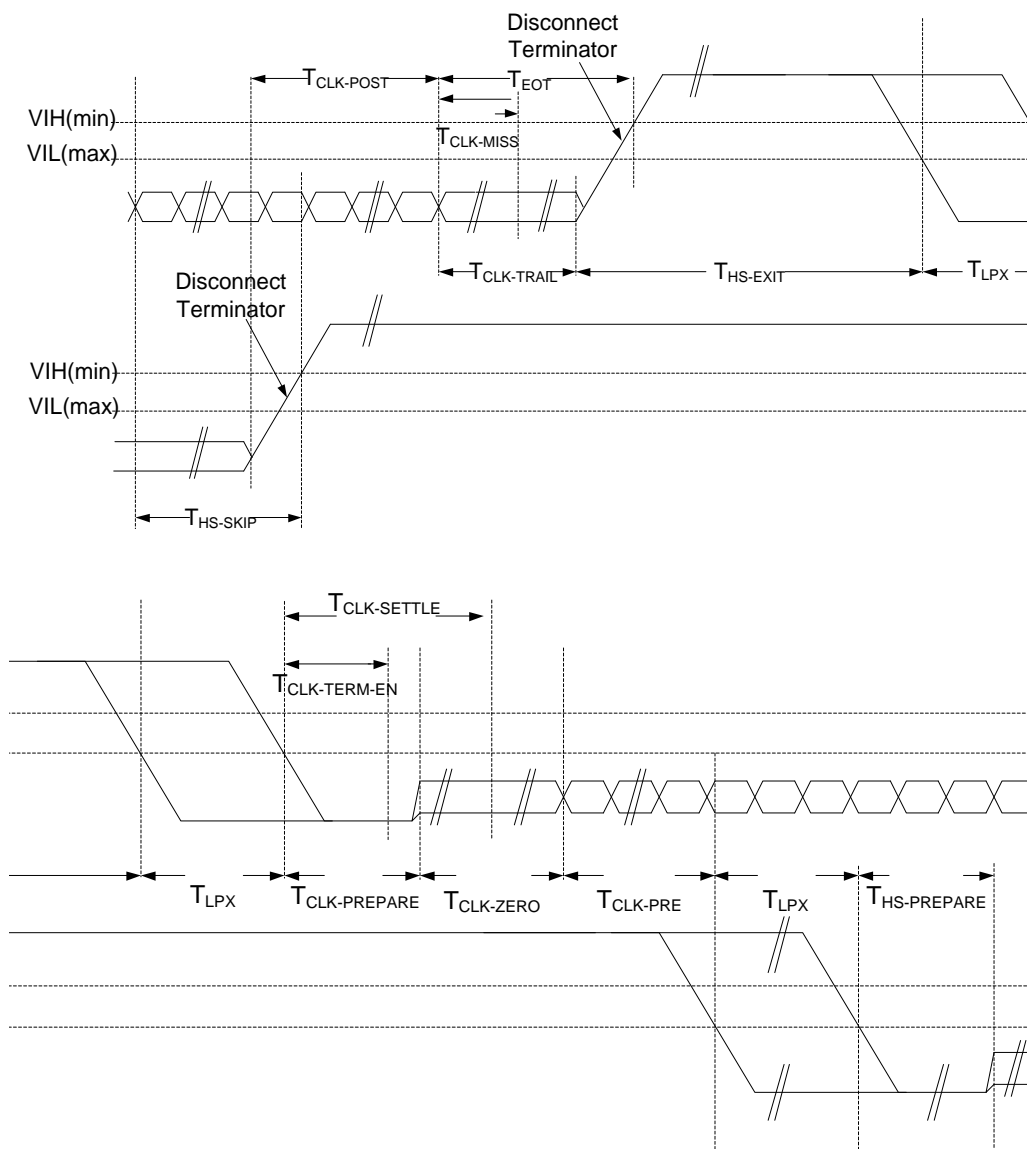 Disconnect
Terminator
TCLK-POST
TEOT
VIH(min)
TCLK-MISS
VIL(max)
TCLK-TRAIL
THS-EXIT
TLPX
Disconnect
Terminator
VIH(min)
VIL(max)
THS-SKIP
TCLK-SETTLE
TCLK-TERM-EN
TLPX
TCLK-PREPARE
TCLK-ZERO
TCLK-PRE
TLPX
THS-PREPARE